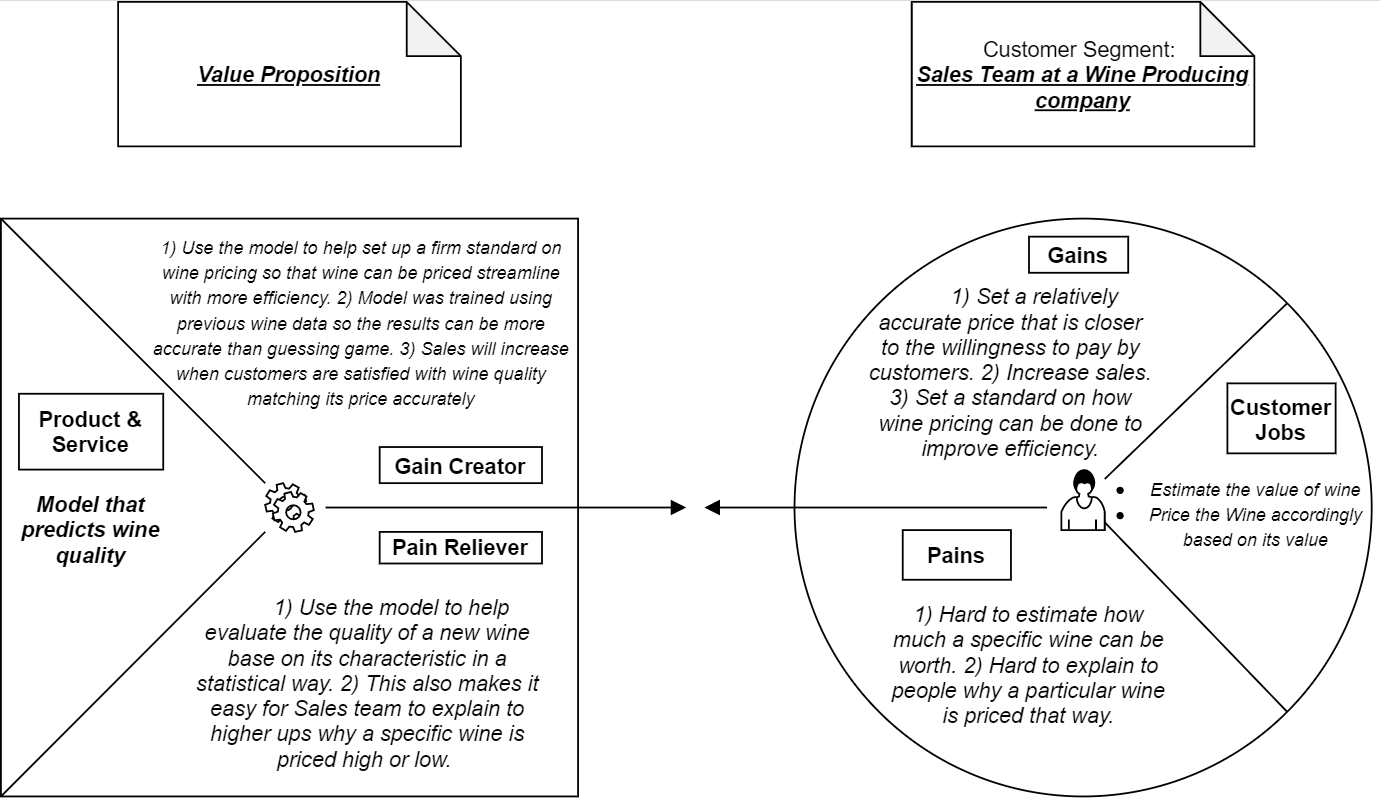 Value Proposition
Customer Segment:
Sales Team at a Wine Producing
company
1) Use the model to help set up a firm standard on
wine pricing so that wine can be priced streamline
with more efficiency. 2) Model was trained using
previous wine data so the results can be more
accurate than guessing game. 3) Sales will increase
when customers are satisfied with wine quality
matching its price accurately
Product &
Service
Model that
predicts wine
quality
Gain Creator
Pain Reliever
1) Use the model to help
evaluate the quality of a new wine
base on its characteristic in a
statistical way. 2) This also makes it
easy for Sales team to explain to
higher ups why a specific wine is
priced high or low.
Gains
1) Set a relatively
accurate price that is closer
to the willingness to pay by
customers. 2) Increase sales.
3) Set a standard on how
wine pricing can be done to
improve efficiency.
Customer
Jobs
• Estimate the value of wine
• Price the Wine accordingly
based on its value
Pains
1) Hard to estimate how
much a specific wine can be
worth. 2) Hard to explain to
people why a particular wine
is priced that way.